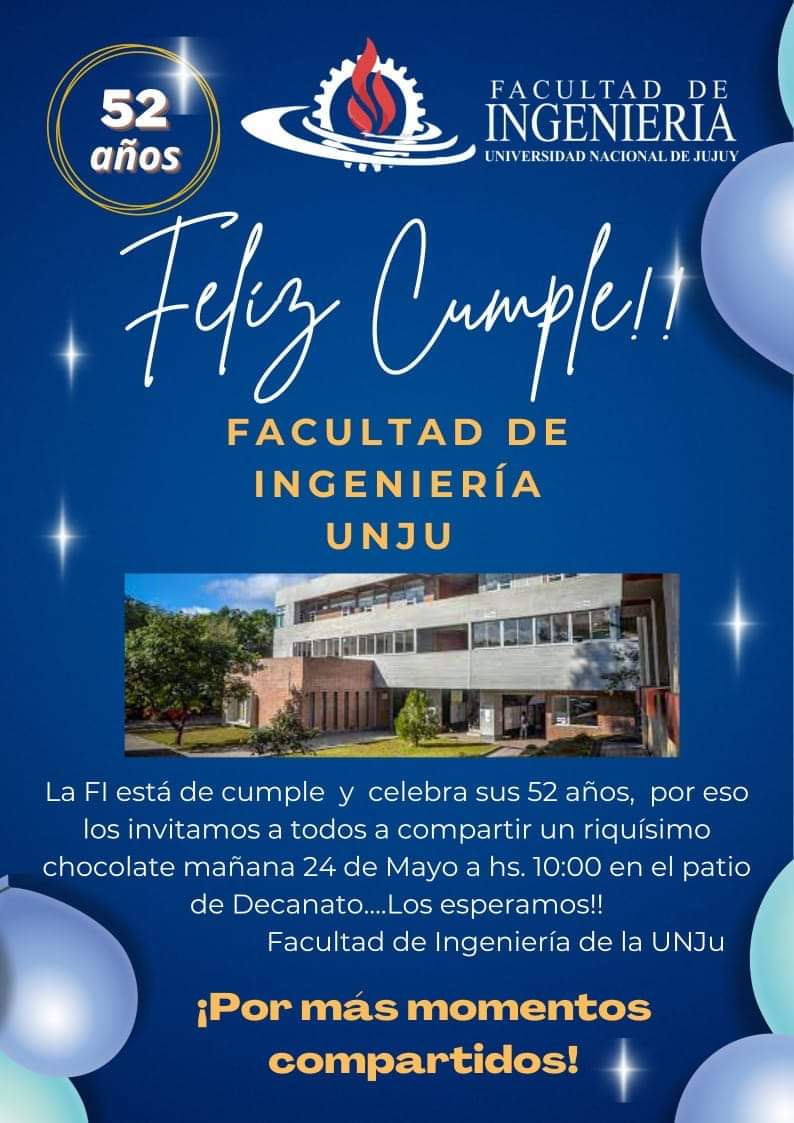 52
años
FACULTAD DE
INGENIERIA
UNIVERSIDAD NACIONAL DE JUJUY
Felíz Cumple!!
FACULTAD DE
INGENIERÍA
UNJU
La FI está de cumple y celebra sus 52 años, por eso
los invitamos a todos a compartir un riquísimo
chocolate mañana 24 de Mayo a hs. 10:00 en el patio
de Decanato....Los esperamos!!
Facultad de Ingeniería de la UNJu
¡Por más momentos
compartidos!